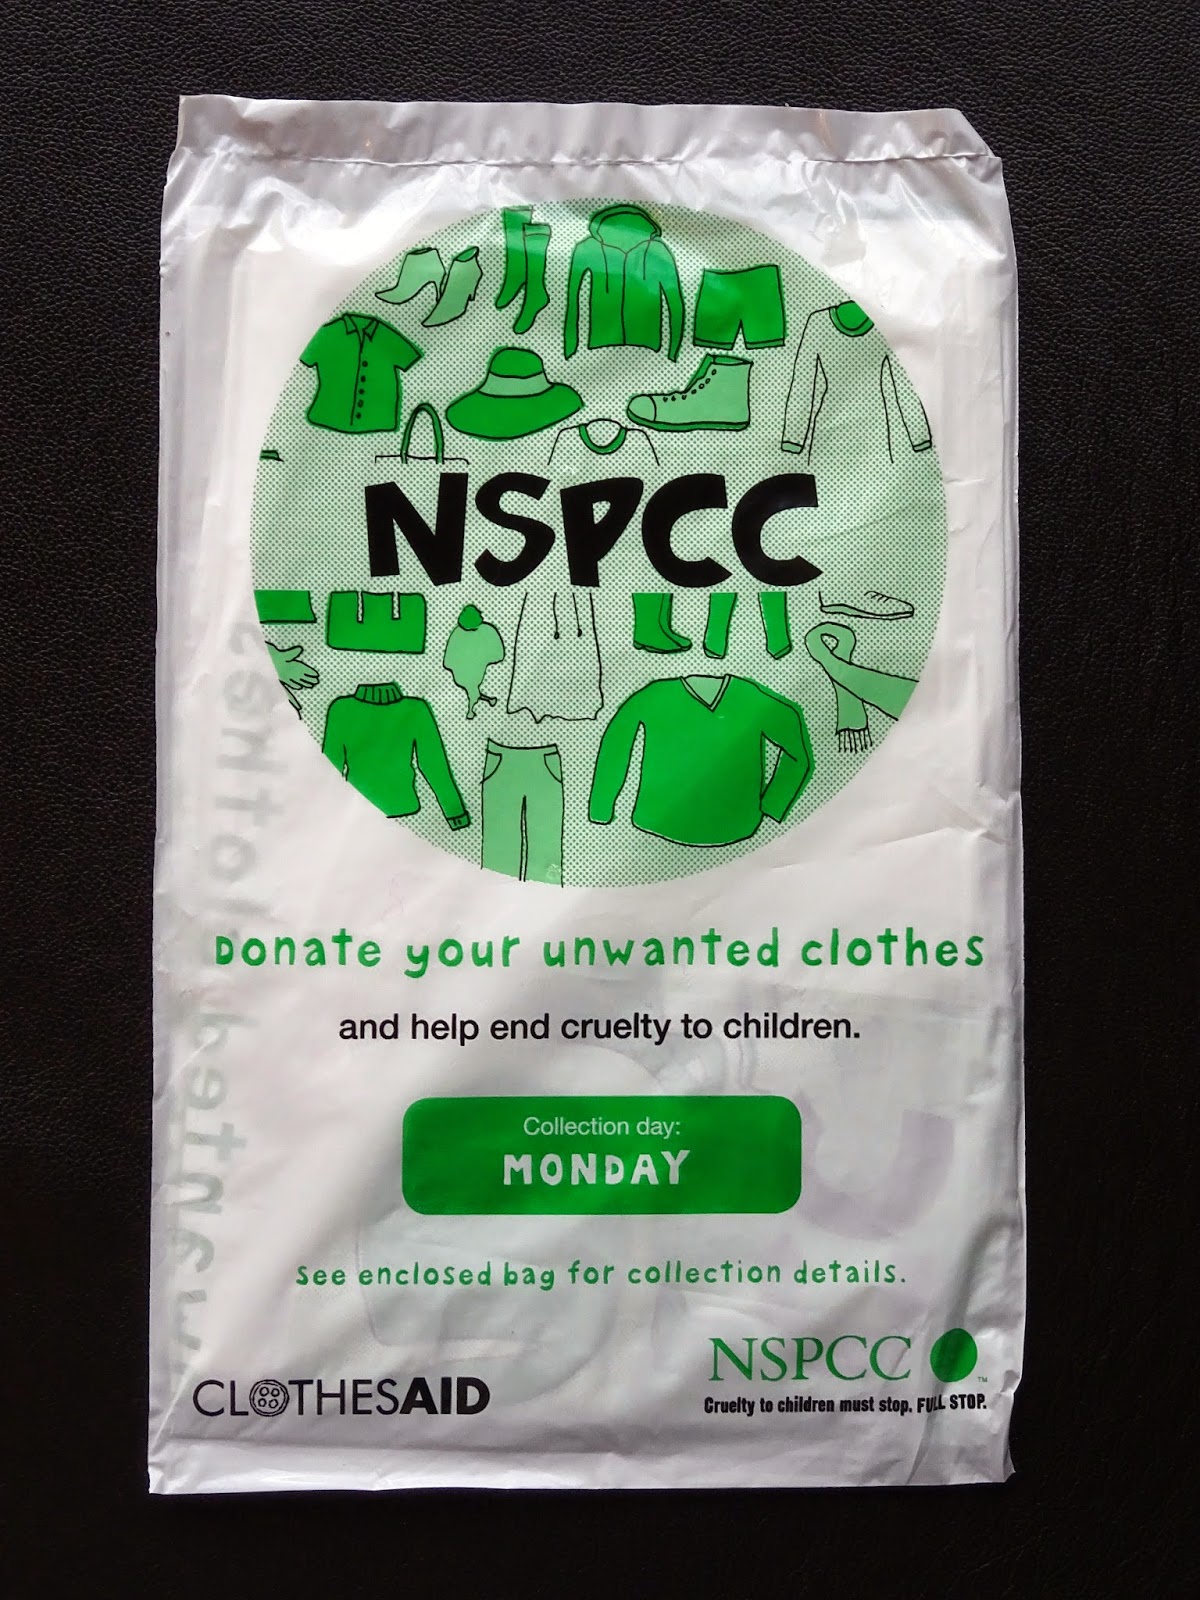 NSPCC
Donate your unwanted clothes
and help end cruelty to children.
Collection day:
MONDAY
See enclosed bag for collection details.
CLOTHESAID
NSPCC
TM
Cruelty to children must stop. FULL STOP.